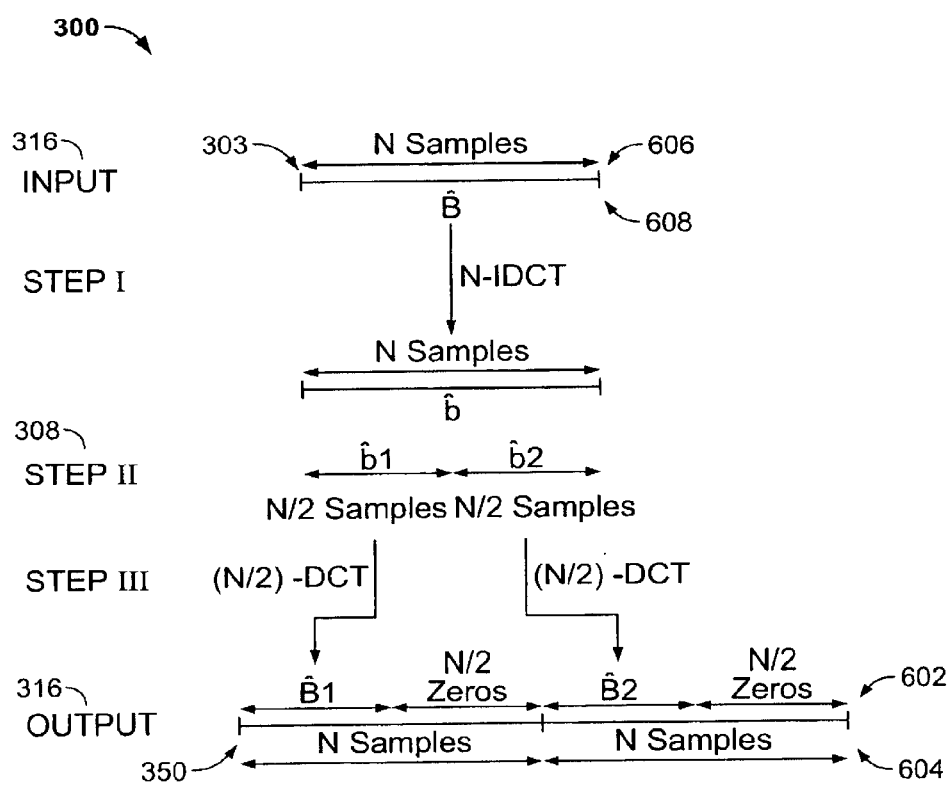 300
316
INPUT
303
N Samples
606
B̂
608
STEP I
N-IDCT
N Samples
b̂
308
STEP II
b̂1 b̂2
N/2 Samples N/2 Samples
STEP III
(N/2) -DCT (N/2) -DCT
316
OUTPUT
B̂1
N/2
Zeros
B̂2
N/2
Zeros
602
350
N Samples N Samples
604